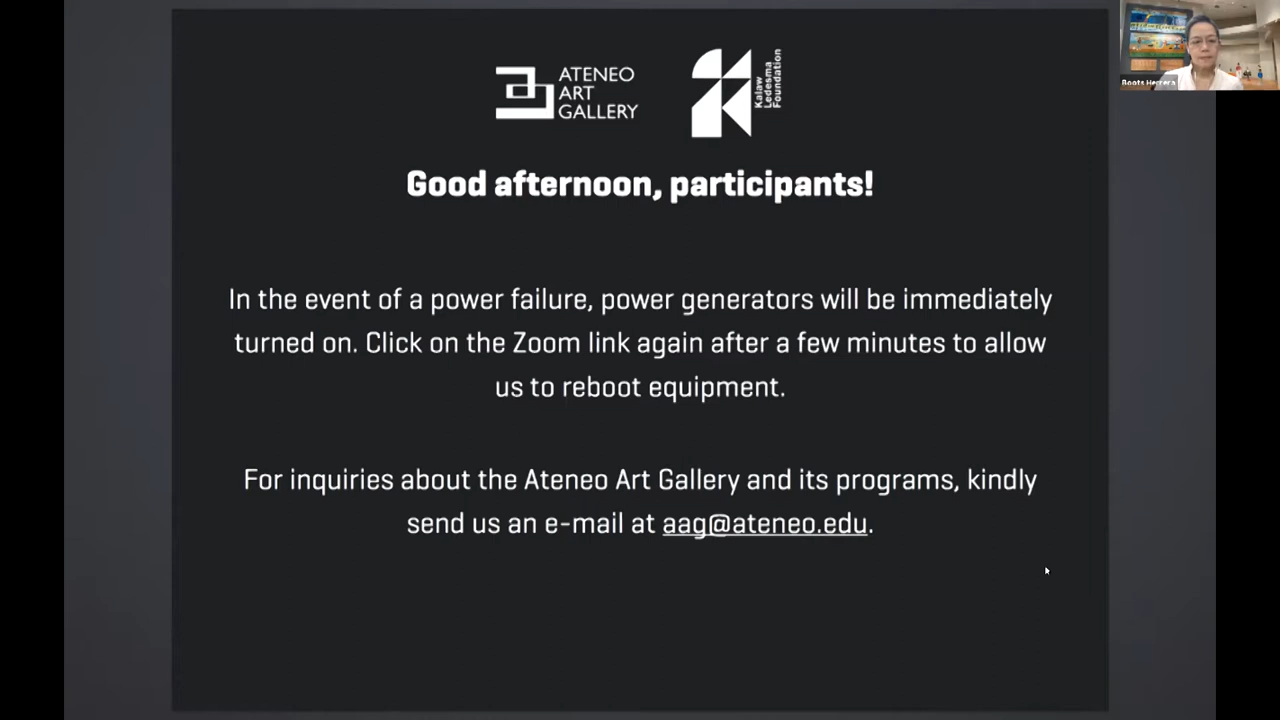 ATENEO
ART
GALLERY
Kalaw
Ledesma
Foundation
Boots Herrera
Good afternoon, participants!
In the event of a power failure, power generators will be immediately
turned on. Click on the Zoom link again after a few minutes to allow
us to reboot equipment.
For inquiries about the Ateneo Art Gallery and its programs, kindly
send us an e-mail at aag@ateneo.edu.